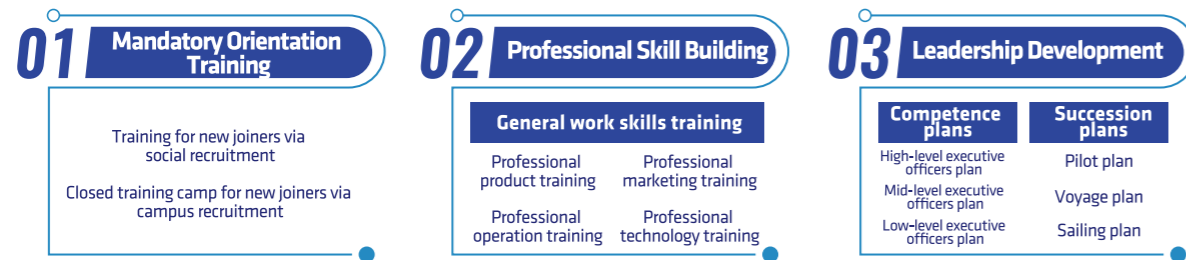 01
Mandatory Orientation
Training
Training for new joiners via
social recruitment
Closed training camp for new joiners via
campus recruitment
02
Professional Skill Building
General work skills training
Professional
product training
Professional
marketing training
Professional
operation training
Professional
technology training
03
Leadership Development
Competence
plans
High-level executive
officers plan
Mid-level executive
officers plan
Low-level executive
officers plan
Succession
plans
Pilot plan
Voyage plan
Sailing plan